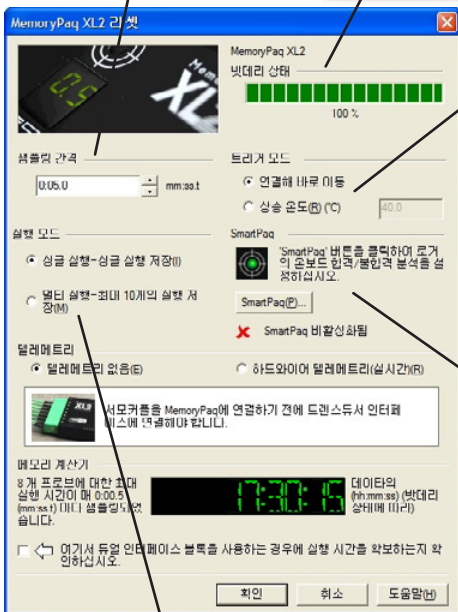 MemoryPaq XL2 리셋
MemoryPaq XL2
밧데리 상태
100 %
샘플링 간격
0:05.0
mm:ss.t
트리거 모드
연결해 바로 이동
상승 온도(R) (℃)
40.0
실행 모드
싱글 실행-싱글 실행 저장(I)
멀티 실행-최대 10개의 실행 저
장(M)
SmartPaq
'SmartPaq' 버튼을 클릭하여 로거
의 온보드 합격/불합격 분석을 설
정하십시오.
SmartPaq(P)...
SmartPaq 비활성화됨
텔레메트리
텔레메트리 없음(E)
하드와이어 텔레메트리(실시간)(R)
서모커플을 MemoryPaq에 연결하기 전에 트랜스듀서 인터페
이스에 연결해야 합니다.
메모리 계산기
8 개 프로브에 대한 최대
실행 시간이 매 0:00.5
(mm:ss.t) 마다 샘플링되었
습니다.
17:30:15
데이타의
(hh:mm:ss) (밧데리
상태에 따라)
여기서 듀얼 인터페이스 블록을 사용하는 경우에 실행 시간을 확보하는지 확
인하십시오.
확인
취소
도움말(H)